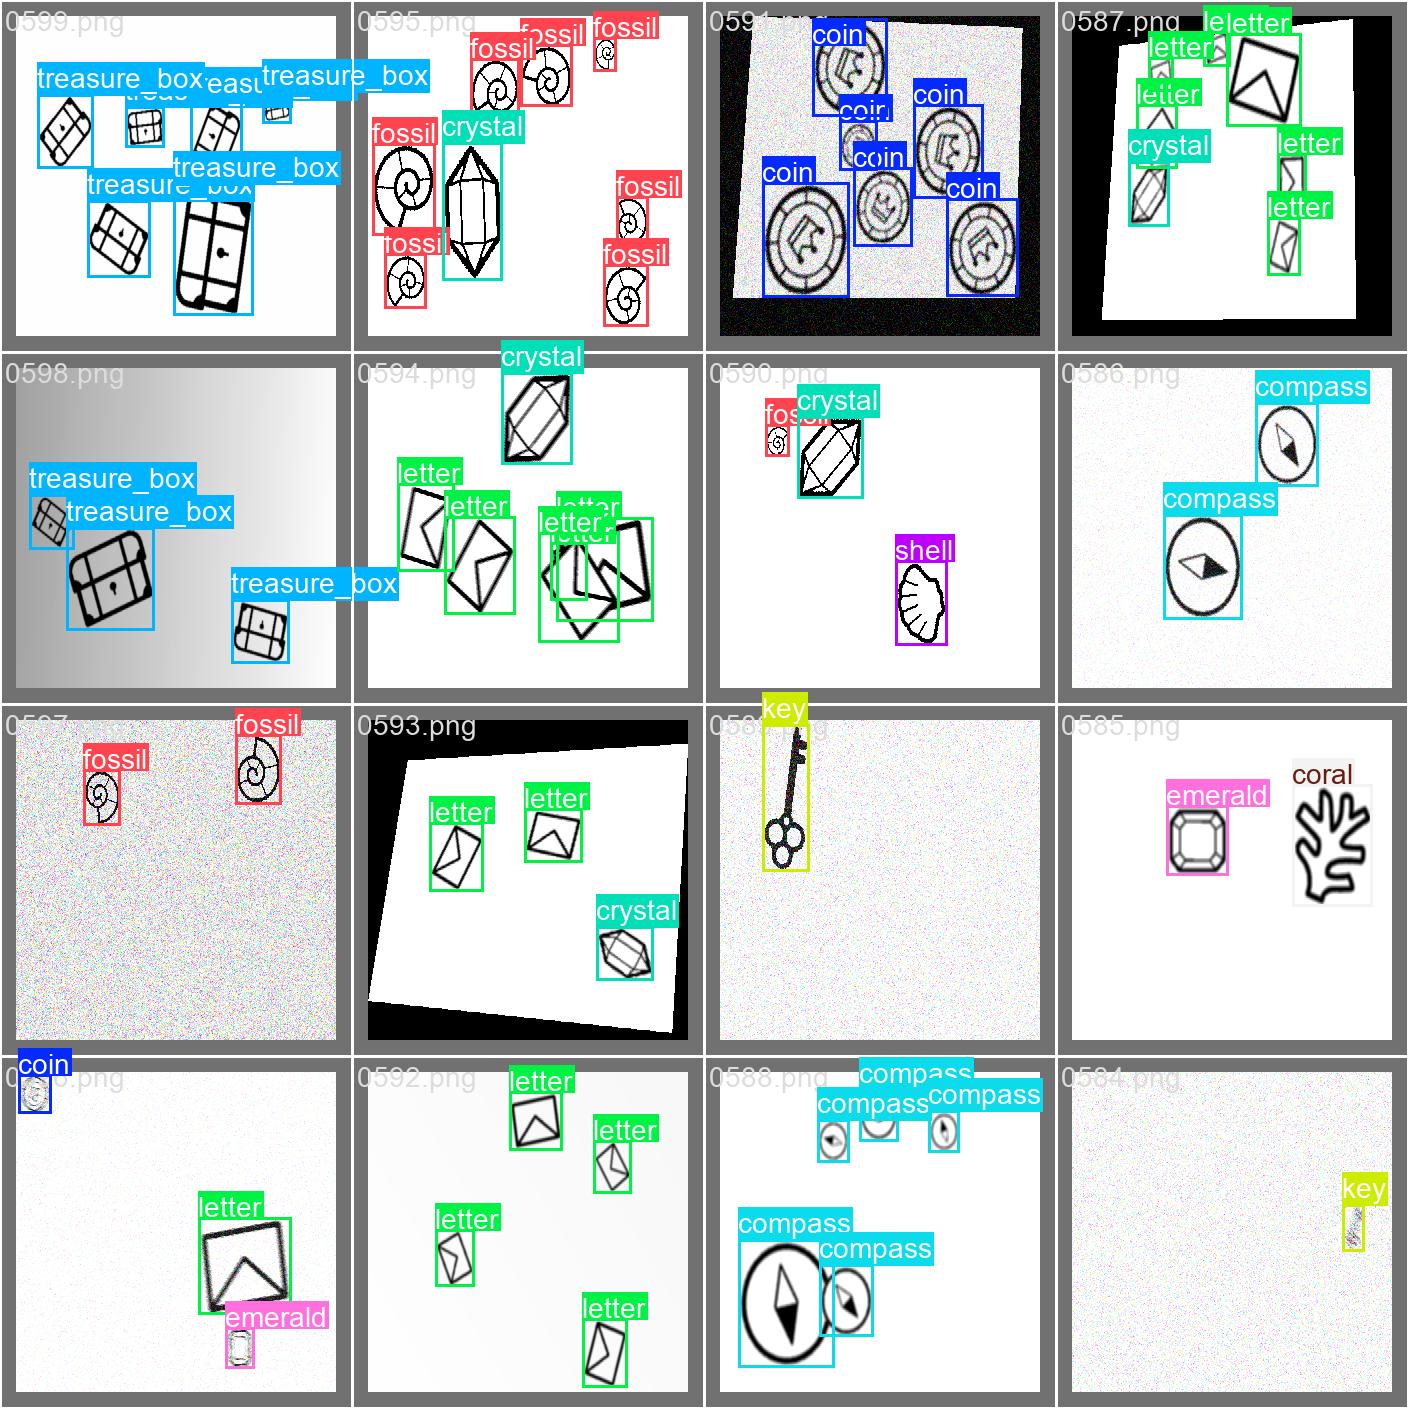 0599.png
treasure_box
treasure_box
treasure_box
treasure_box
0595.png
fossil
fossil
fossil
fossil
crystal
fossil
fossil
fossil
coin
coin
coin
coin
coin
coin
0587.png
letter
letter
letter
crystal
letter
letter
0598.png
treasure_box
treasure_box
treasure_box
0594.png
crystal
letter
letter
letter
letter
letter
0590.png
fossil
crystal
shell
0586.png
compass
compass
fossil
fossil
0593.png
letter
letter
crystal
key
0585.png
emerald
coral
coin
letter
emerald
0592.png
letter
letter
letter
letter
0588.png
compass
compass
compass
compass
compass
0584.png
key